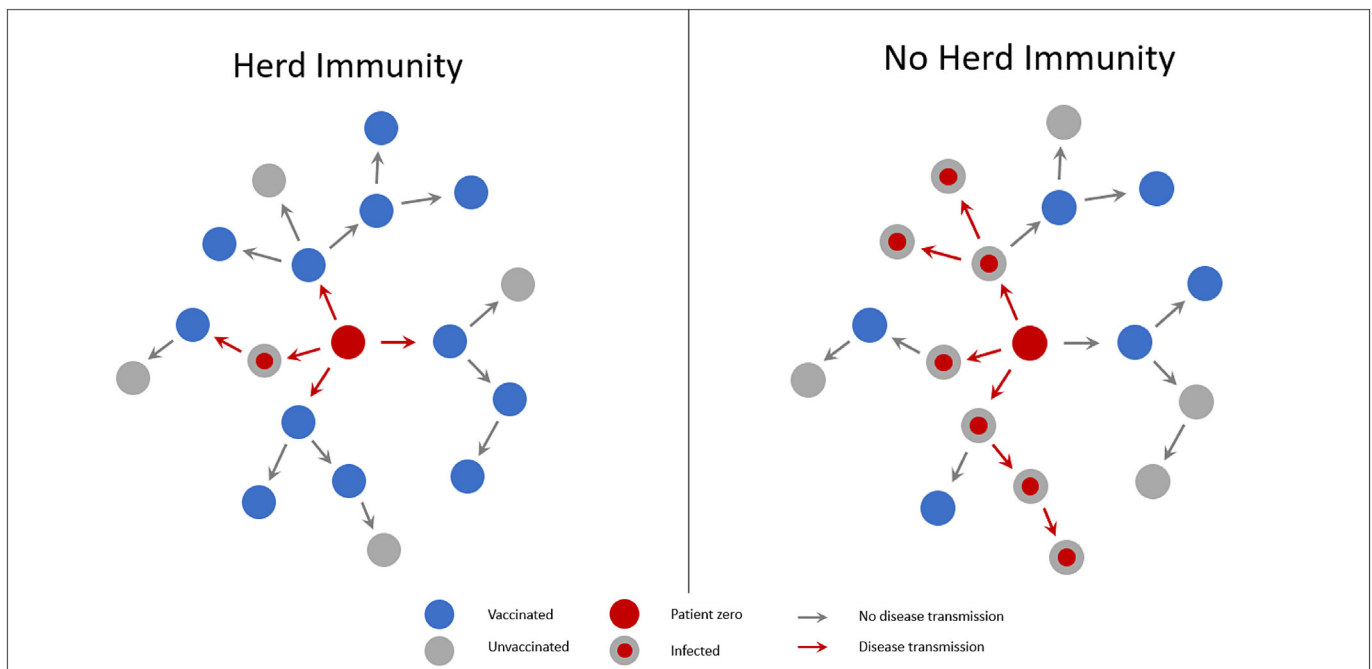 Herd Immunity
No Herd Immunity
Vaccinated
Patient zero
No disease transmission
Unvaccinated
Infected
Disease transmission